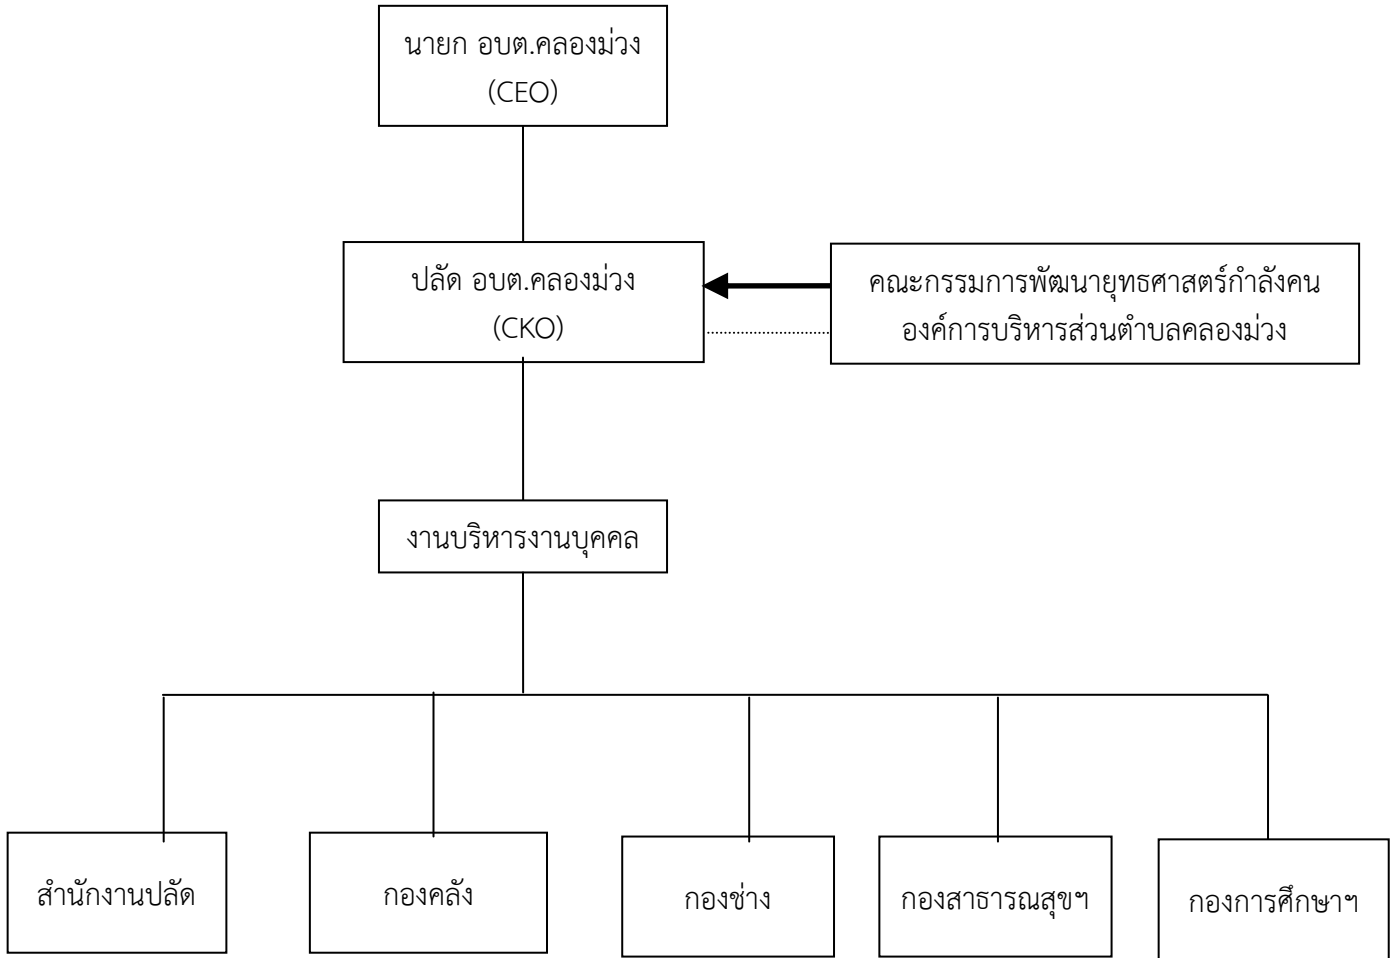 นายก อบต.คลองม่วง
(CEO)
ปลัด อบต.คลองม่วง
(CKO)
คณะกรรมการพัฒนายุทธศาสตร์กำลังคน
องค์การบริหารส่วนตำบลคลองม่วง
งานบริหารงานบุคคล
สำนักงานปลัด
กองคลัง
กองช่าง
กองสาธารณสุขฯ
กองการศึกษาฯ